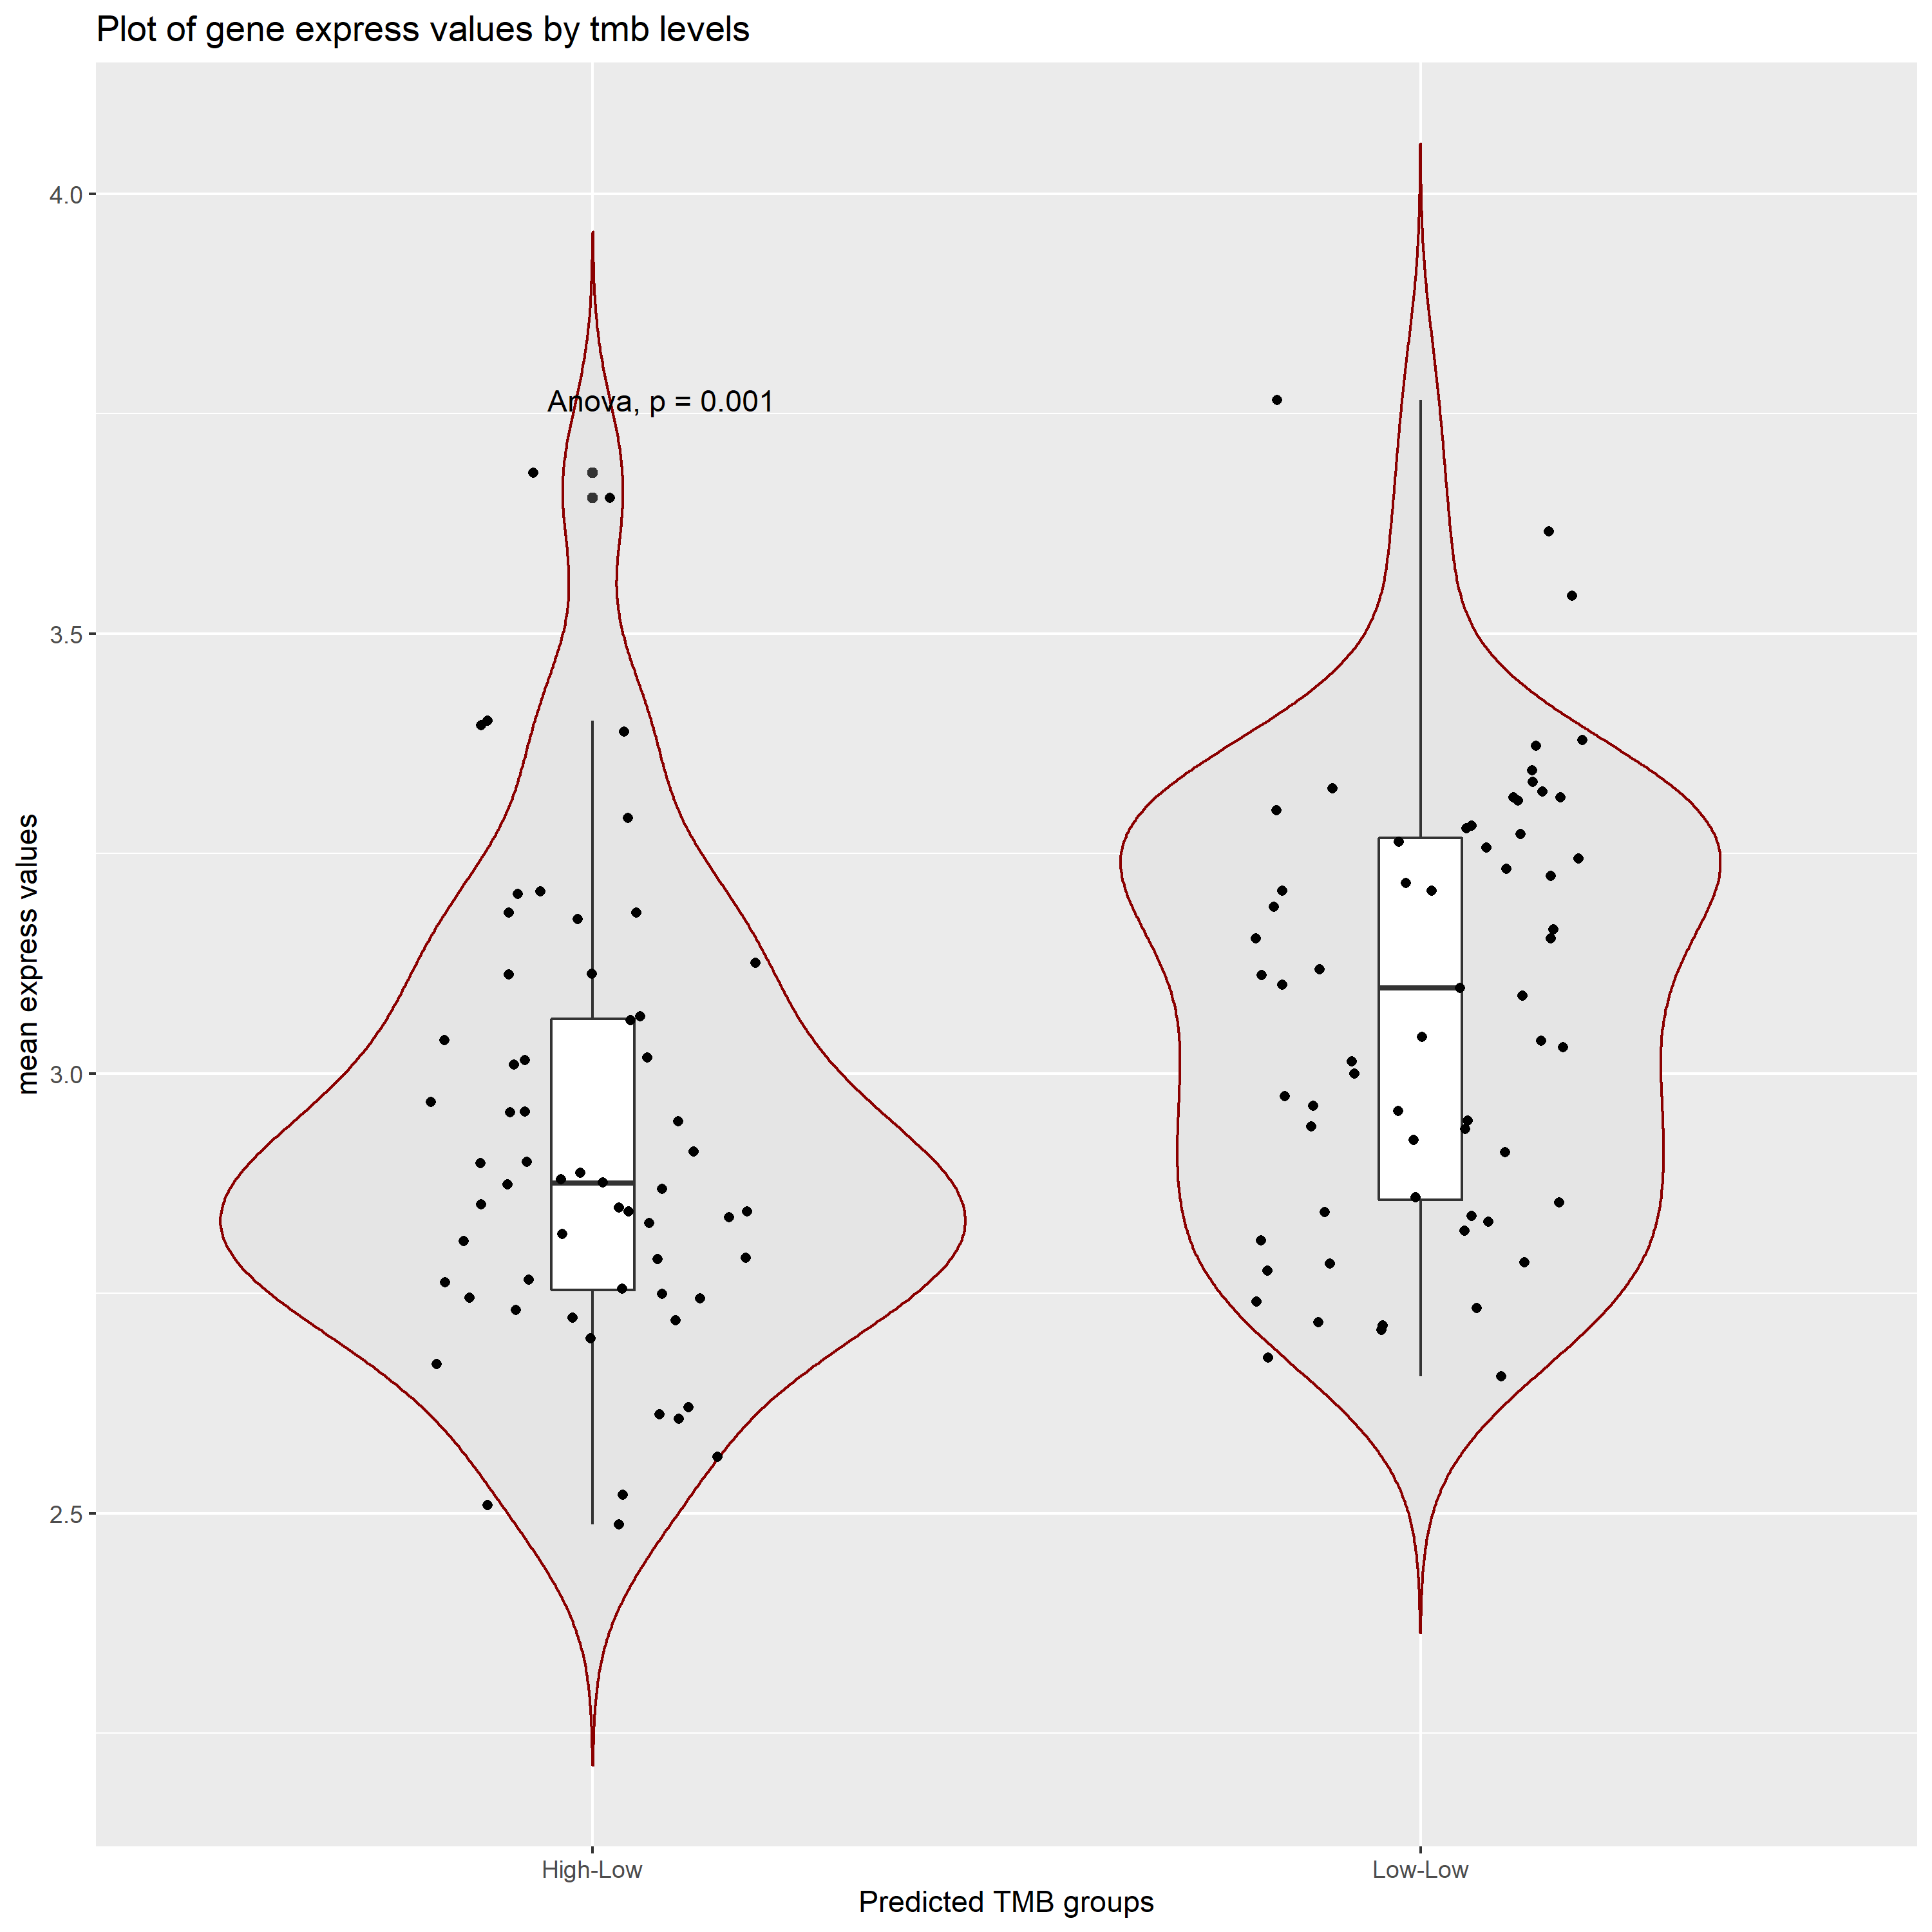 Plot of gene express values by tmb levels
4.0
Anova, p = 0.001
3.5
mean express values
3.0
2.5
High-Low
Low-Low
Predicted TMB groups